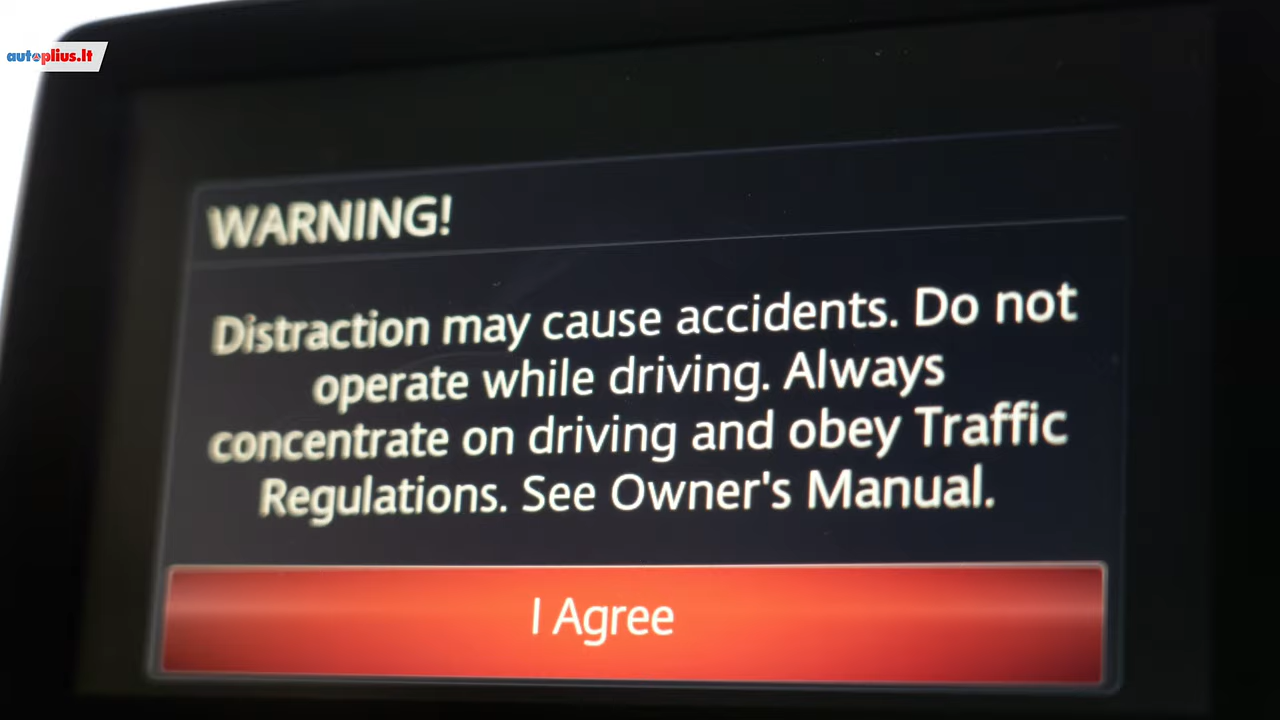 autoplius.lt
WARNING!
Distraction may cause accidents. Do not
operate while driving. Always
concentrate on driving and obey Traffic
Regulations. See Owner's Manual.
I Agree